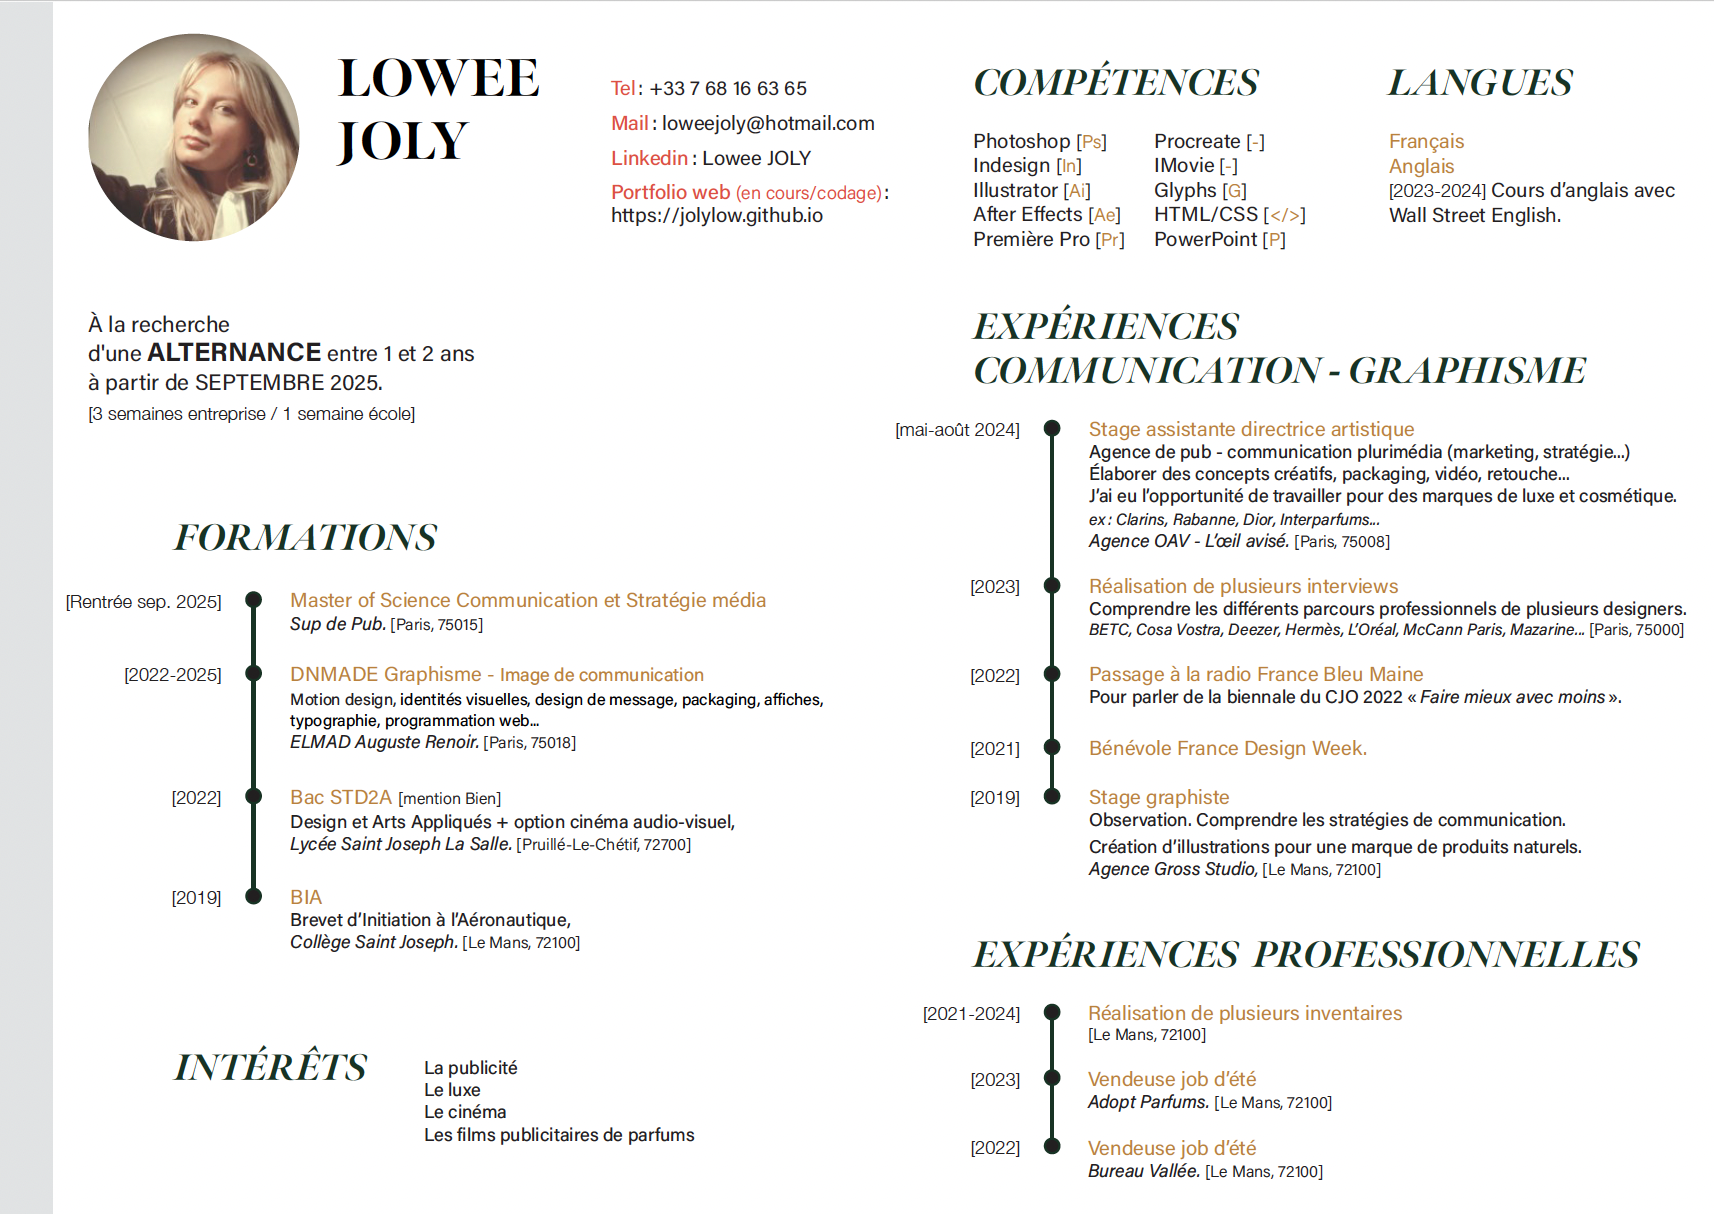 LOWEE
JOLY
Tel : +33 7 68 16 63 65
Mail : loweejoly@hotmail.com
Linkedin : Lowee JOLY
Portfolio web (en cours/codage) :
https://jolylow.github.io
À la recherche
d'une ALTERNANCE entre 1 et 2 ans
à partir de SEPTEMBRE 2025.
[3 semaines entreprise / 1 semaine école]
FORMATIONS
[Rentrée sep. 2025]
Master of Science Communication et Stratégie média
Sup de Pub. [Paris, 75015]
[2022-2025]
DNMADE Graphisme - Image de communication
Motion design, identités visuelles, design de message, packaging, affiches,
typographie, programmation web...
ELMAD Auguste Renoir. [Paris, 75018]
[2022]
Bac STD2A [mention Bien]
Design et Arts Appliqués + option cinéma audio-visuel,
Lycée Saint Joseph La Salle. [Pruillé-Le-Chétif, 72700]
[2019]
BIA
Brevet d’Initiation à l’Aéronautique,
Collège Saint Joseph. [Le Mans, 72100]
INTÉRÊTS
La publicité
Le luxe
Le cinéma
Les films publicitaires de parfums
COMPÉTENCES
Photoshop [Ps]
Indesign [In]
Illustrator [Ai]
After Effects [Ae]
Première Pro [Pr]
Procreate [-]
IMovie [-]
Glyphs [G]
HTML/CSS [</>]
PowerPoint [P]
LANGUES
Français
Anglais
[2023-2024] Cours d’anglais avec
Wall Street English.
EXPÉRIENCES
COMMUNICATION - GRAPHISME
[mai-août 2024]
Stage assistante directrice artistique
Agence de pub - communication plurimédia (marketing, stratégie...)
Élaborer des concepts créatifs, packaging, vidéo, retouche...
J’ai eu l’opportunité de travailler pour des marques de luxe et cosmétique.
ex : Clarins, Rabanne, Dior, Interparfums...
Agence OAV - L’œil avisé. [Paris, 75008]
[2023]
Réalisation de plusieurs interviews
Comprendre les différents parcours professionnels de plusieurs designers.
BETC, Cosa Vostra, Deezer, Hermès, L’Oréal, McCann Paris, Mazarine... [Paris, 75000]
[2022]
Passage à la radio France Bleu Maine
Pour parler de la biennale du CJO 2022 « Faire mieux avec moins ».
[2021]
Bénévole France Design Week.
[2019]
Stage graphiste
Observation. Comprendre les stratégies de communication.
Création d’illustrations pour une marque de produits naturels.
Agence Gross Studio, [Le Mans, 72100]
EXPÉRIENCES PROFESSIONNELLES
[2021-2024]
Réalisation de plusieurs inventaires
[Le Mans, 72100]
[2023]
Vendeuse job d’été
Adopt Parfums. [Le Mans, 72100]
[2022]
Vendeuse job d’été
Bureau Vallée. [Le Mans, 72100]